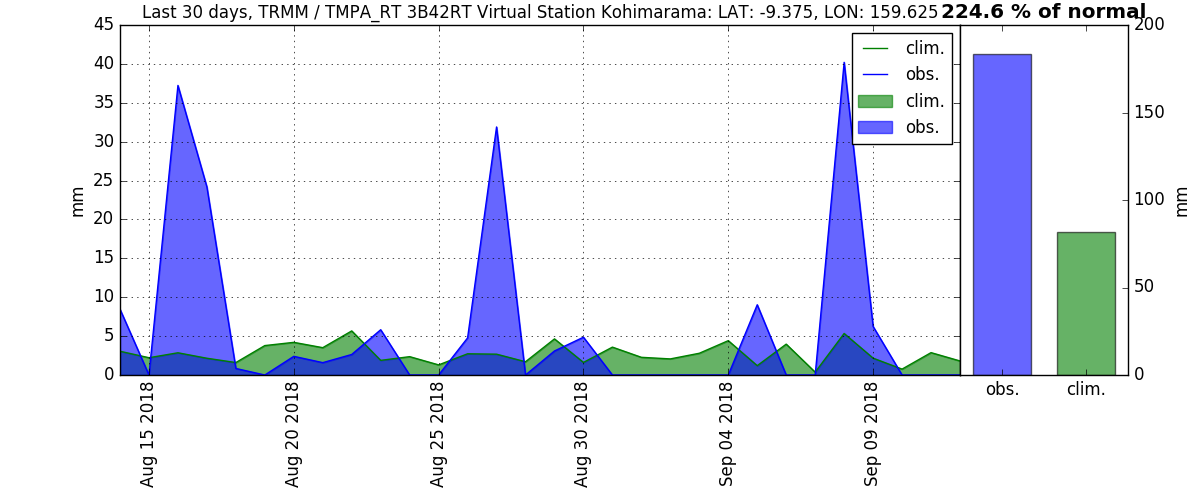 Last 30 days, TRMM / TMPA_RT 3B42RT Virtual Station Kohimarama: LAT: -9.375, LON: 159.625 224.6 % of normal
45
40
35
30
25
20
15
10
5
0
mm
clim.
obs.
clim.
obs.
Aug 15 2018
Aug 20 2018
Aug 25 2018
Aug 30 2018
Sep 04 2018
Sep 09 2018
200
150
100
50
0
mm
obs. clim.